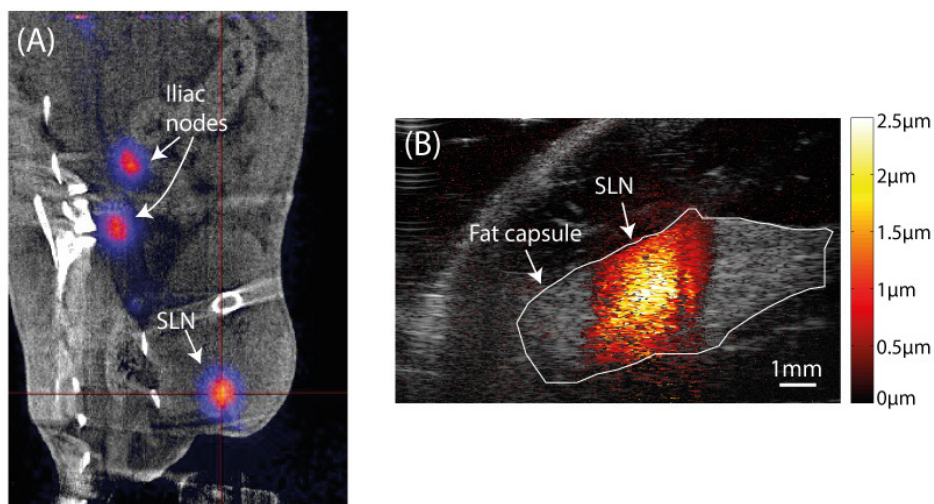 (A)
Iliac
nodes
SLN
(B)
SLN
Fat capsule
1mm
2.5μm
2μm
1.5μm
1μm
0.5μm
0μm